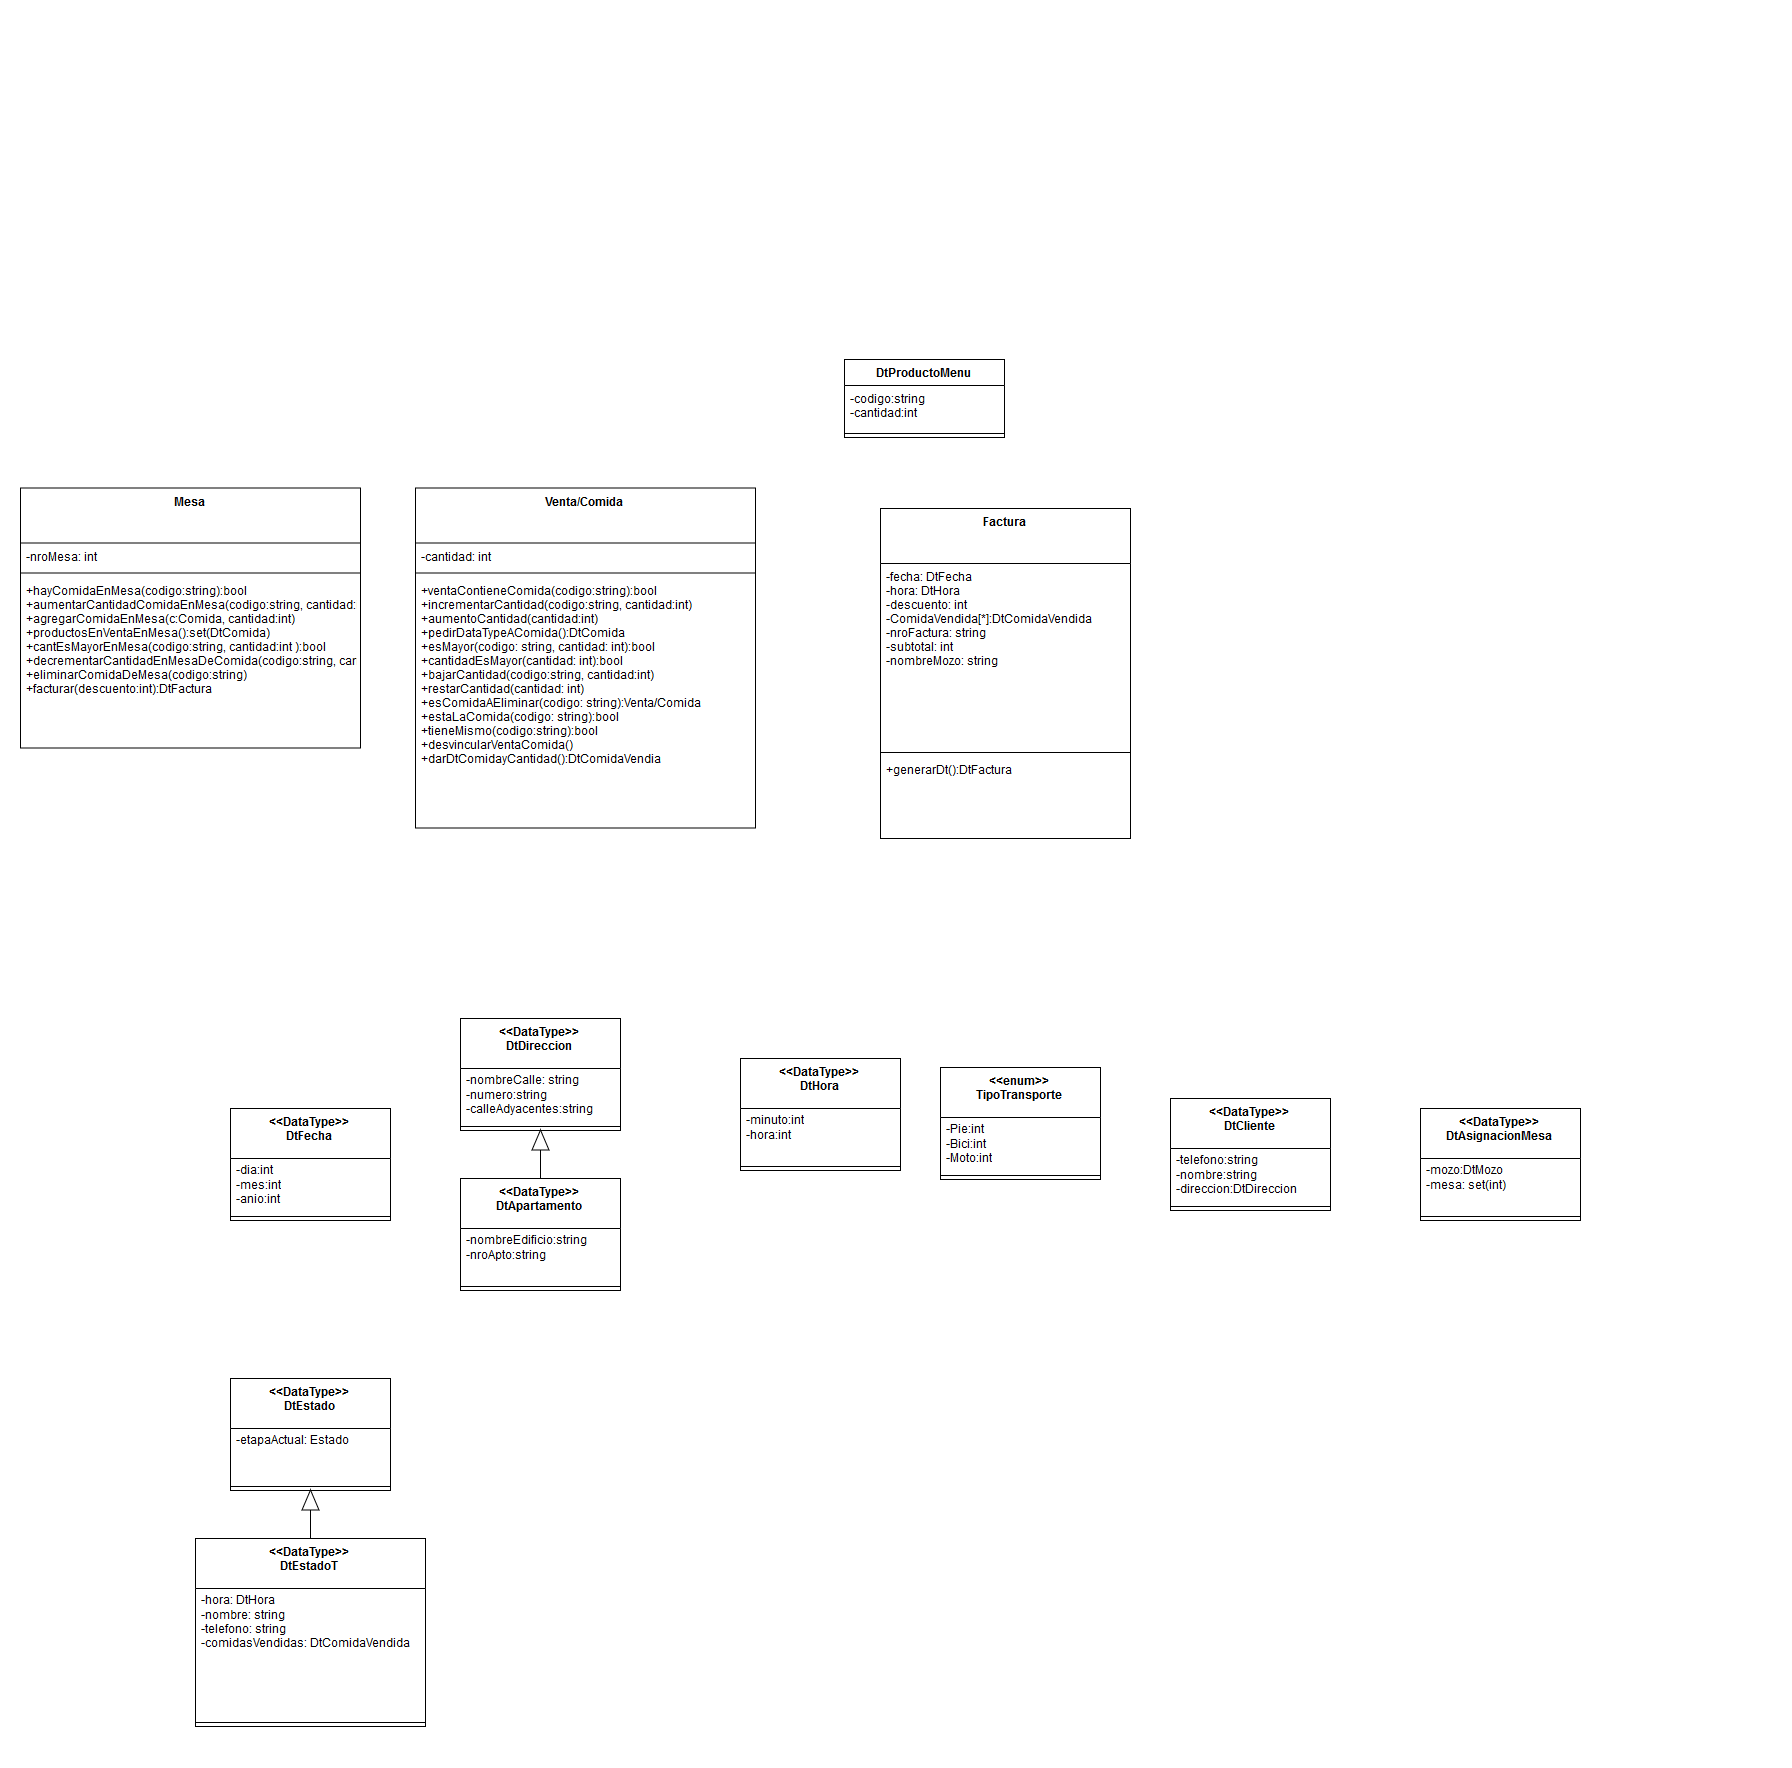 DtProductoMenu
-codigo:string
-cantidad:int
Mesa
-nroMesa: int
+hayComidaEnMesa(codigo:string):bool
+aumentarCantidadComidaEnMesa(codigo:string, cantidad:
+agregarComidaEnMesa(c:Comida, cantidad:int)
+productosEnVentaEnMesa():set(DtComida)
+cantEsMayorEnMesa(codigo:string, cantidad:int ):bool
+decrementarCantidadEnMesaDeComida(codigo:string, car
+eliminarComidaDeMesa(codigo:string)
+facturar(descuento:int):DtFactura
Venta/Comida
-cantidad: int
+ventaContieneComida(codigo:string):bool
+incrementarCantidad(codigo:string, cantidad:int)
+aumentoCantidad(cantidad:int)
+pedirDataTypeAComida():DtComida
+esMayor(codigo: string, cantidad: int):bool
+cantidadEsMayor(cantidad: int):bool
+bajarCantidad(codigo:string, cantidad:int)
+restarCantidad(cantidad: int)
+esComidaAEliminar(codigo: string):Venta/Comida
+estaLaComida(codigo: string):bool
+tieneMismo(codigo:string):bool
+desvincularVentaComida()
+darDtComidayCantidad():DtComidaVendia
Factura
-fecha: DtFecha
-hora: DtHora
-descuento: int
-ComidaVendida[*]:DtComidaVendida
-nroFactura: string
-subtotal: int
-nombreMozo: string
+generarDt():DtFactura
<<DataType>>
DtFecha
-dia:int
-mes:int
-anio:int
<<DataType>>
DtDireccion
-nombreCalle: string
-numero:string
-calleAdyacentes:string
<<DataType>>
DtApartamento
-nombreEdificio:string
-nroApto:string
<<DataType>>
DtHora
-minuto:int
-hora:int
<<enum>>
TipoTransporte
-Pie:int
-Bici:int
-Moto:int
<<DataType>>
DtCliente
-telefono:string
-nombre:string
-direccion:DtDireccion
<<DataType>>
DtAsignacionMesa
-mozo:DtMozo
-mesa: set(int)
<<DataType>>
DtEstado
-etapaActual: Estado
<<DataType>>
DtEstadoT
-hora: DtHora
-nombre: string
-telefono: string
-comidasVendidas: DtComidaVendida